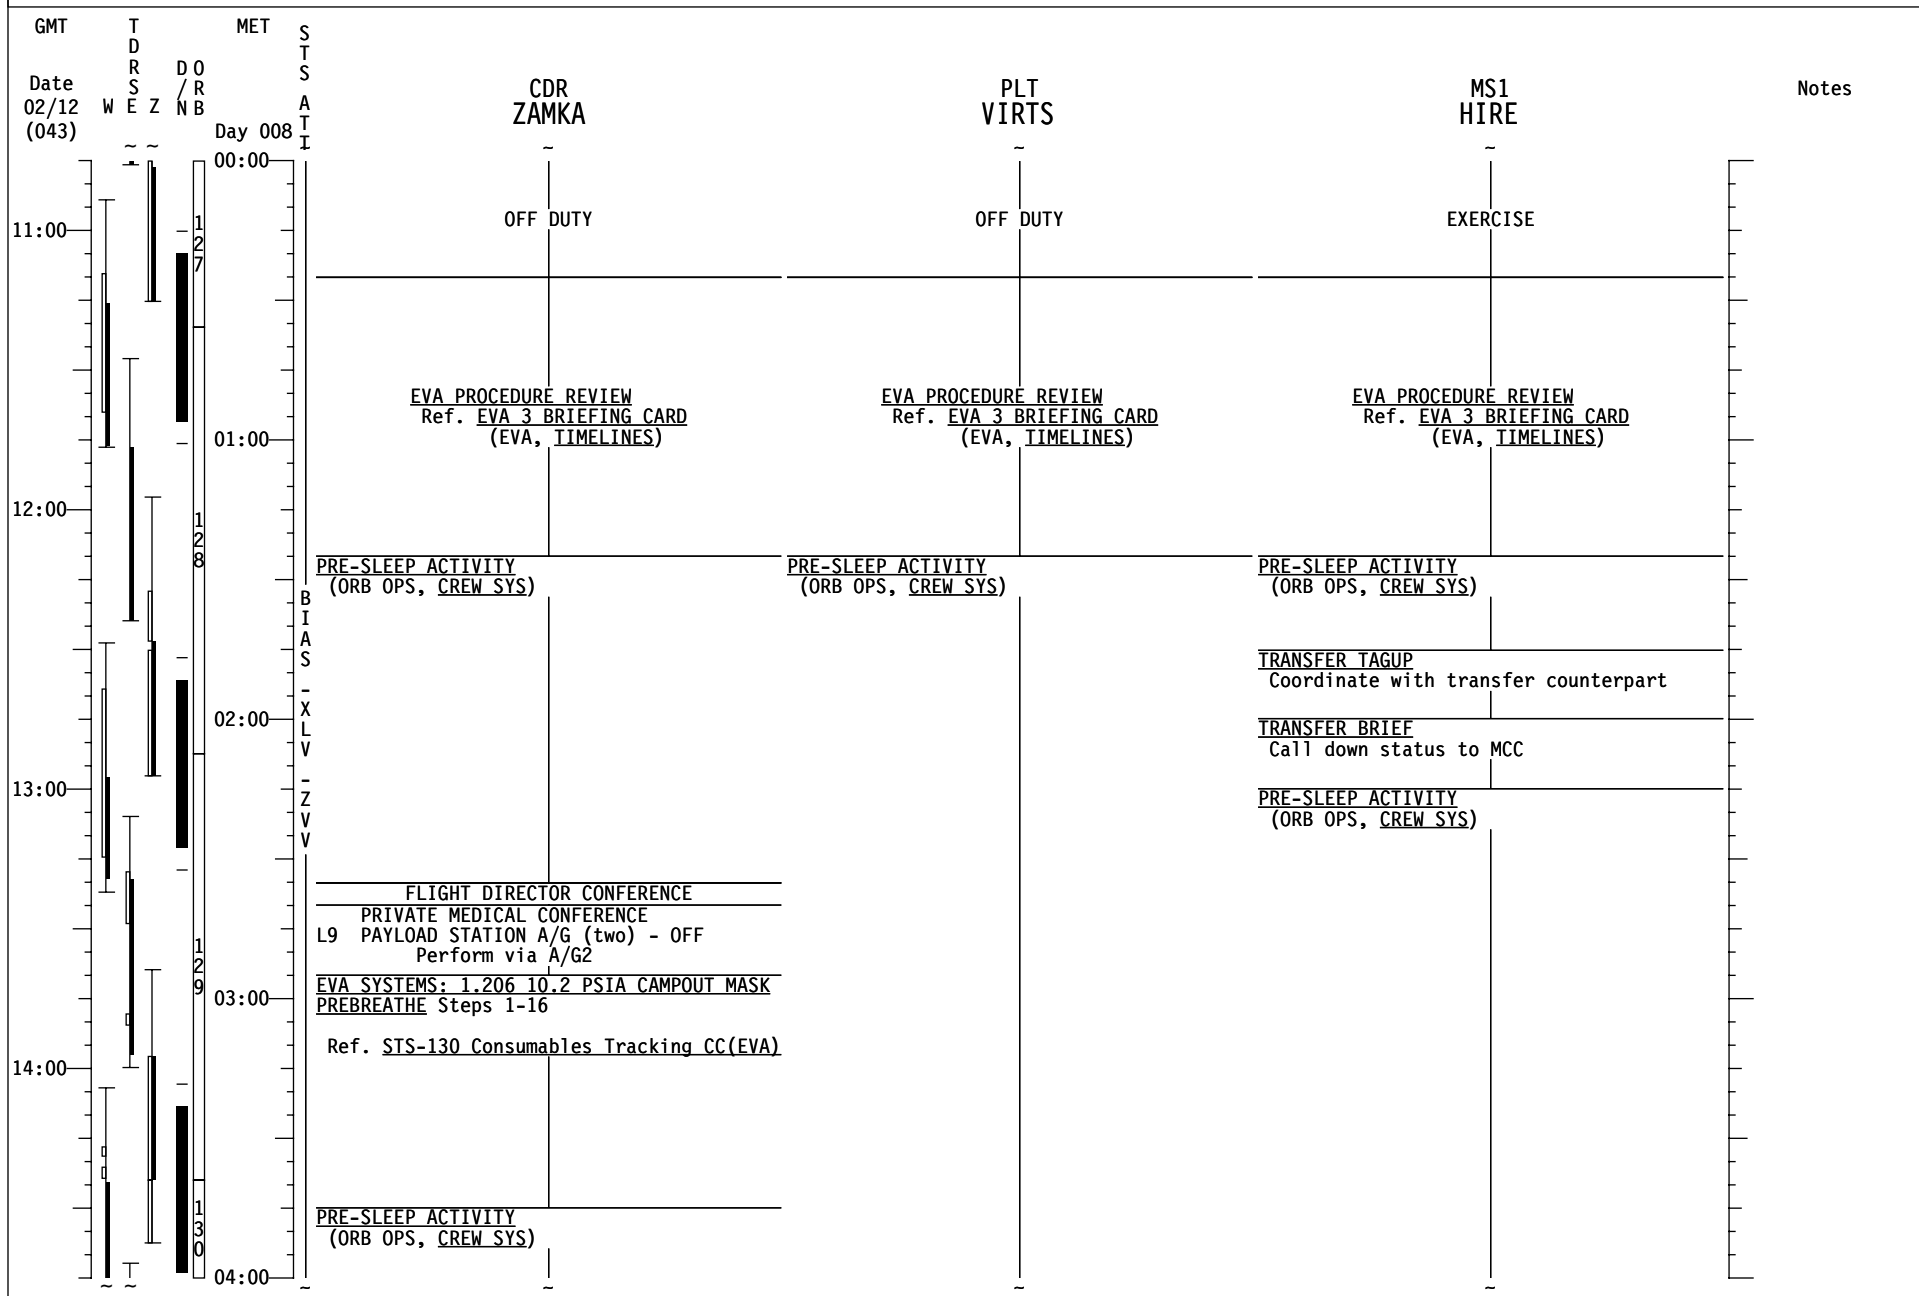 GMT
TDRS
MET
STS ATT
D/N
ORB
Date
02/12
(043)
W E Z
Day 008
CDR
ZAMKA
PLT
VIRTS
MS1
HIRE
Notes
~ ~
~ ~ ~
00:00
127
11:00
OFF DUTY
OFF DUTY
EXERCISE
EVA PROCEDURE REVIEW
Ref. EVA 3 BRIEFING CARD
(EVA, TIMELINES)
EVA PROCEDURE REVIEW
Ref. EVA 3 BRIEFING CARD
(EVA, TIMELINES)
EVA PROCEDURE REVIEW
Ref. EVA 3 BRIEFING CARD
(EVA, TIMELINES)
01:00
12:00
128
PRE-SLEEP ACTIVITY
(ORB OPS, CREW SYS)
PRE-SLEEP ACTIVITY
(ORB OPS, CREW SYS)
PRE-SLEEP ACTIVITY
(ORB OPS, CREW SYS)
BIAS -XLV -ZVV
TRANSFER TAGUP
Coordinate with transfer counterpart
02:00
TRANSFER BRIEF
Call down status to MCC
13:00
PRE-SLEEP ACTIVITY
(ORB OPS, CREW SYS)
FLIGHT DIRECTOR CONFERENCE
PRIVATE MEDICAL CONFERENCE
L9 PAYLOAD STATION A/G (two) - OFF
Perform via A/G2
129
EVA SYSTEMS: 1.206 10.2 PSIA CAMPOUT MASK
PREBREATHE Steps 1-16
03:00
Ref. STS-130 Consumables Tracking CC(EVA)
14:00
130
PRE-SLEEP ACTIVITY
(ORB OPS, CREW SYS)
04:00
~ ~ ~ ~ ~ ~